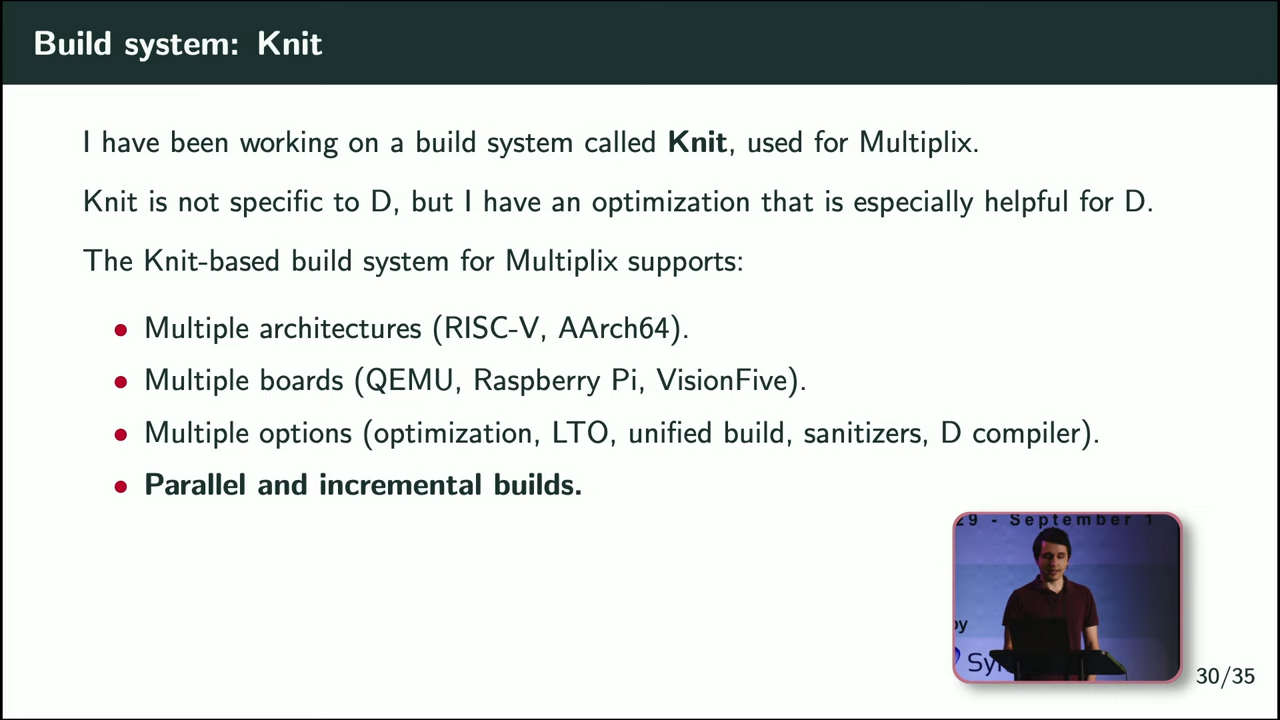 Build system: Knit
I have been working on a build system called Knit, used for Multiplix.
Knit is not specific to D, but I have an optimization that is especially helpful for D.
The Knit-based build system for Multiplix supports:
• Multiple architectures (RISC-V, AArch64).
• Multiple boards (QEMU, Raspberry Pi, VisionFive).
• Multiple options (optimization, LTO, unified build, sanitizers, D compiler).
• Parallel and incremental builds.
29 - September 1
by
30/35